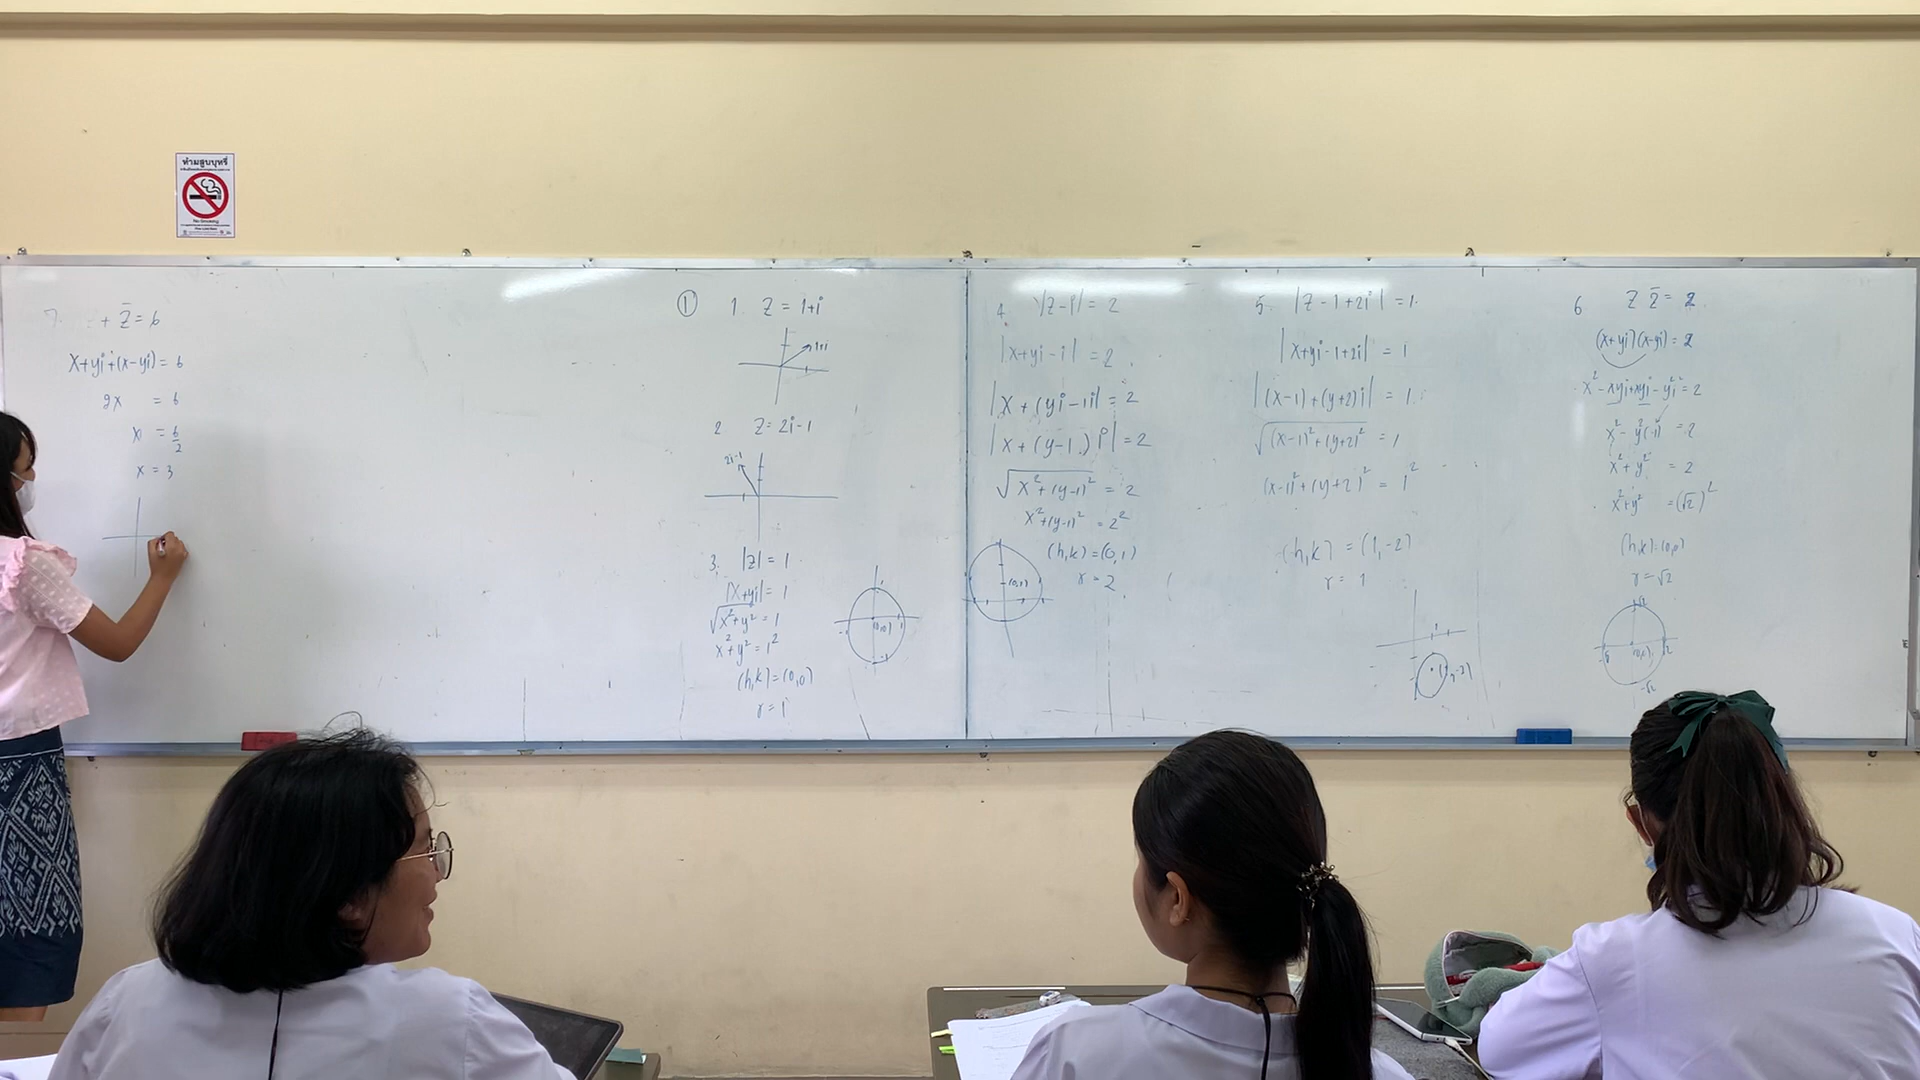 ห้ามสูบบุหรี่
No Smoking
+ z̄ = 6
x+yi+(x-yi) = 6
2x = 6
x = 6/2
x = 3
① 1. Z = 1+i
1+i
2 Z = 2i-1
2i-1
3. |z| = 1
|x+yi| = 1
√(x²+y²) = 1
x²+y² = 1²
(h,k) = (0,0)
r = 1
(0,0)
-1
4. |z-i| = 2
|x+yi-i| = 2
|x+(yi-1i| = 2
|x+(y-1)i| = 2
√(x²+(y-1)²) = 2
x²+(y-1)² = 2²
(h,k) = (0,1)
r = 2
(0,1)
5. |z-1+2i| = 1
|x+yi-1+2i| = 1
|(x-1)+(y+2)i| = 1
√((x-1)²+(y+2)²) = 1
(x-1)²+(y+2)² = 1²
(h,k) = (1,-2)
r = 1
6 z z̄ = 2
(x+yi)(x-yi) = 2
x²-xyi+xyi-y²i² = 2
x²-y²(-1) = 2
x²+y² = 2
x²+y² = (√2)²
(h,k)=(0,0)
r = √2
√2
(0,0)
-√2